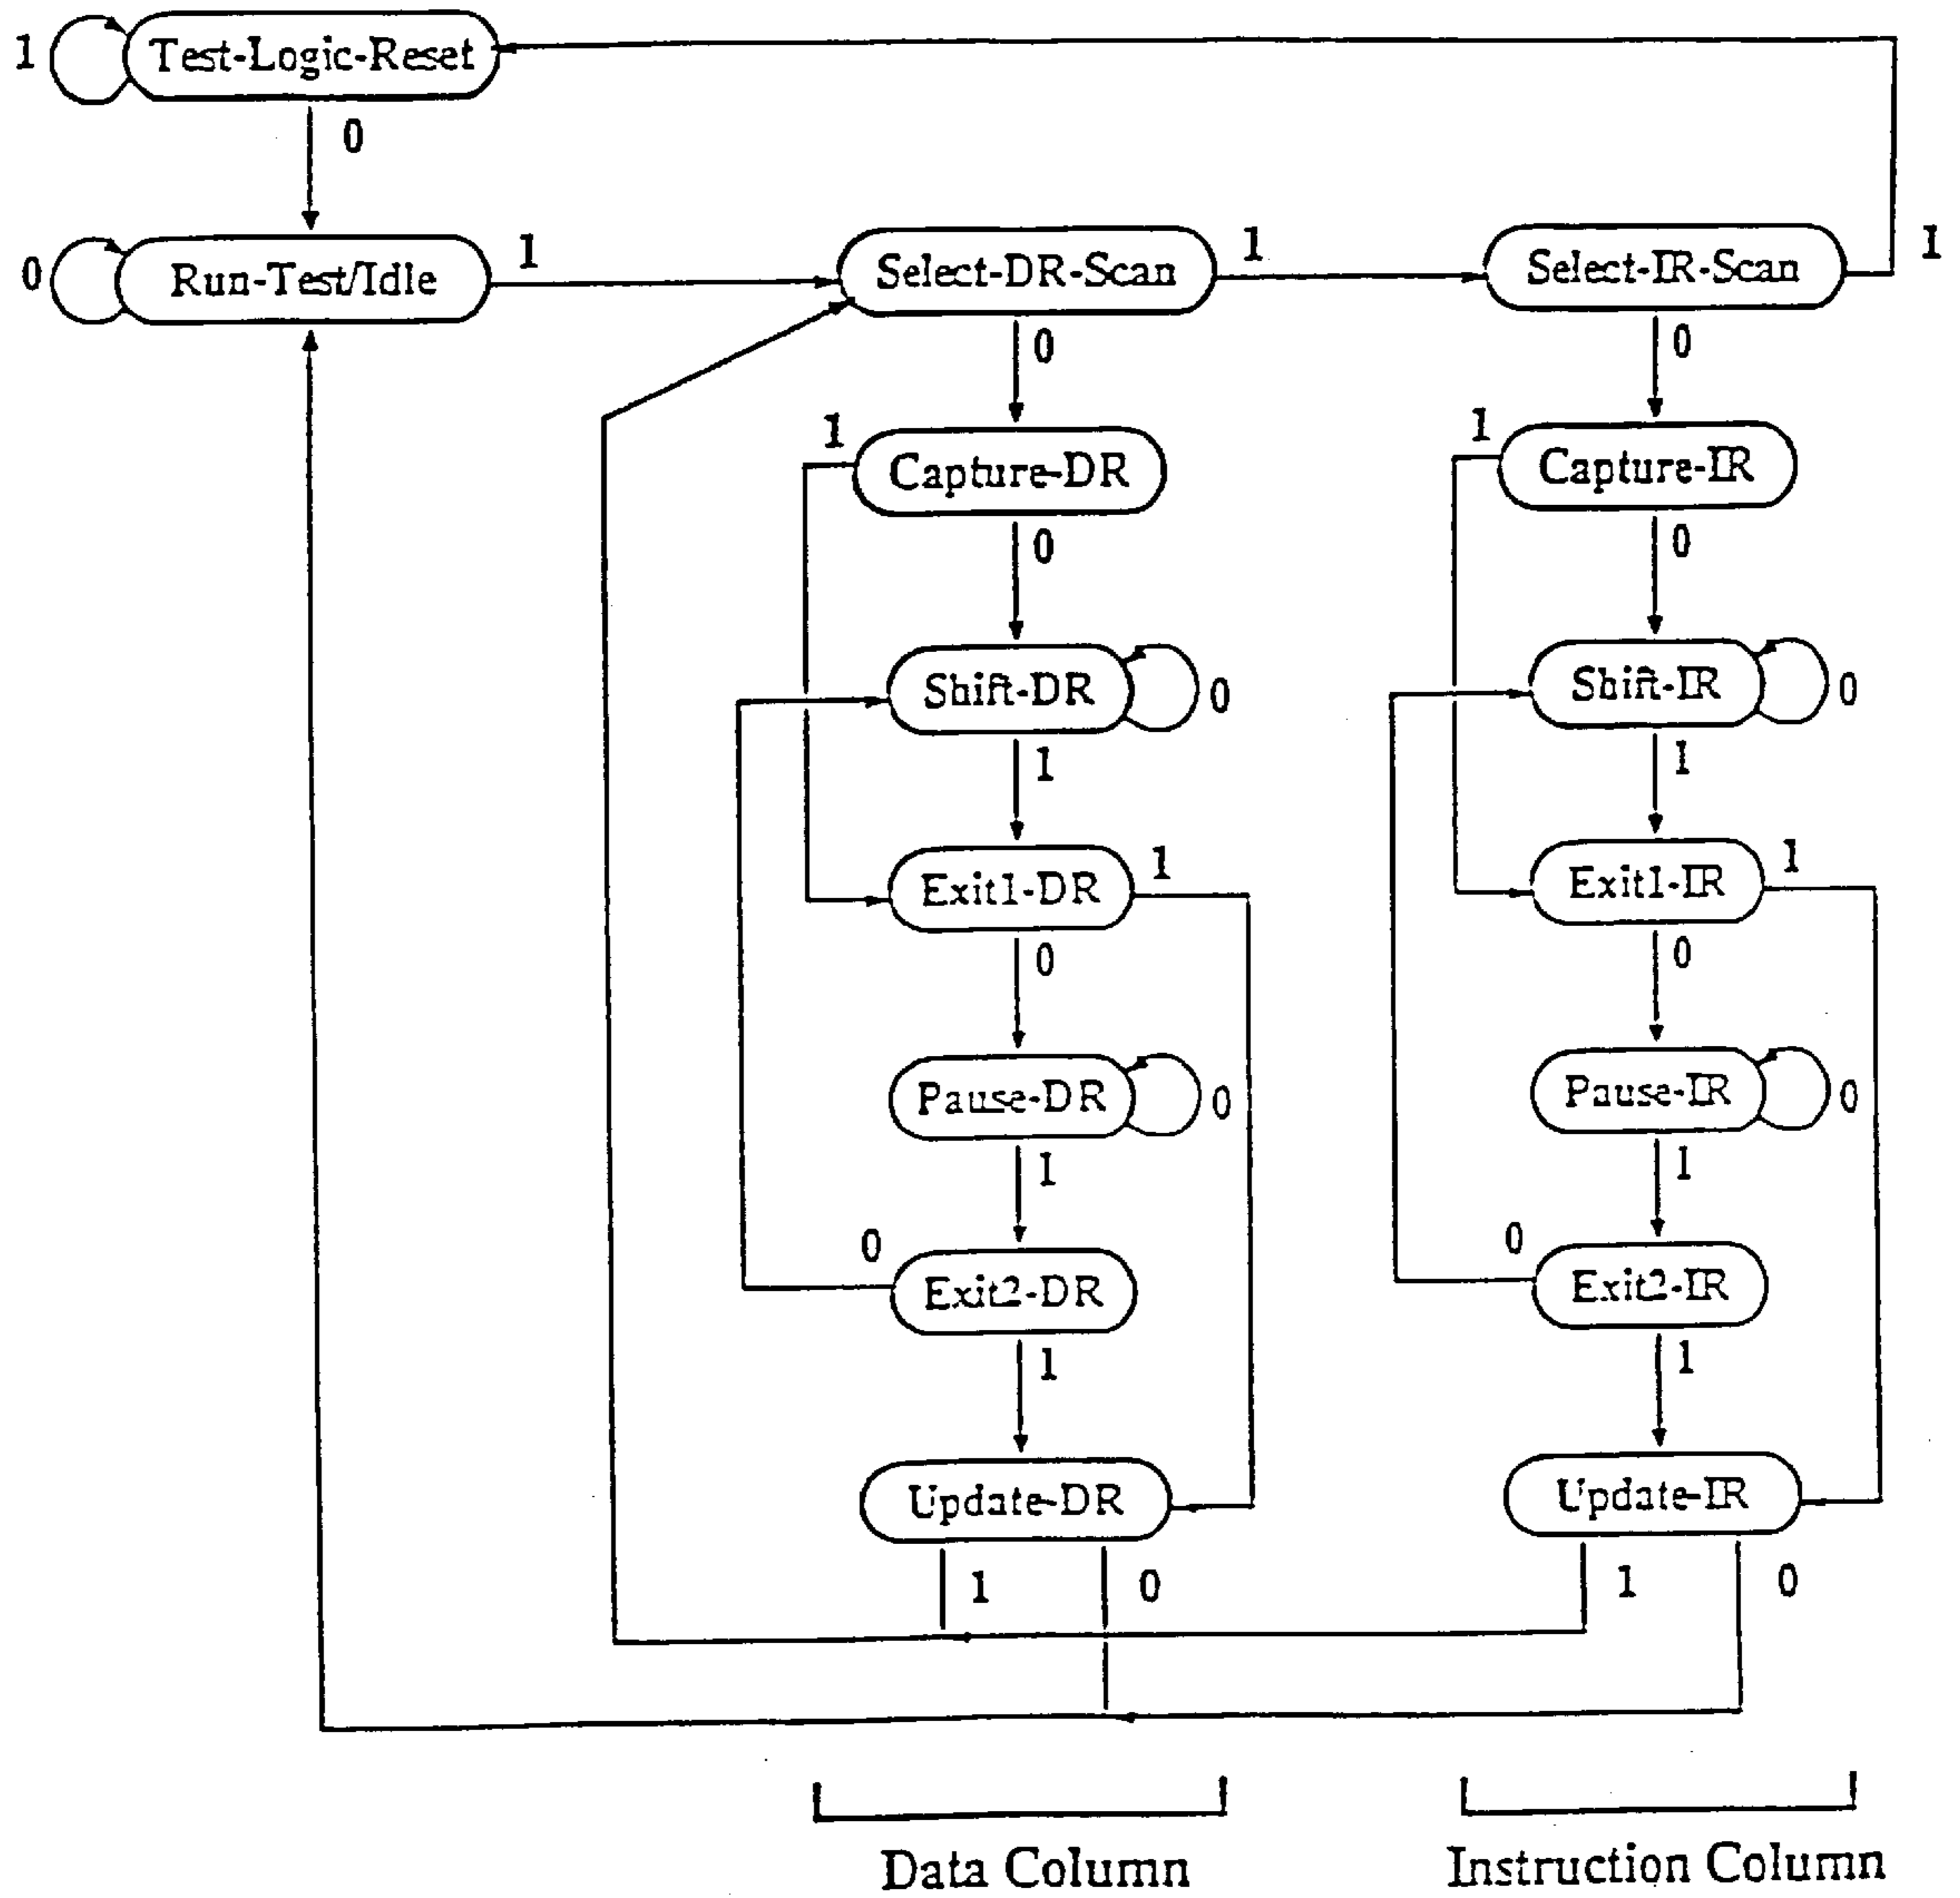 1
Test-Logic-Reset
0
0
Run-Test/Idle
1
Select-DR-Scan
1
Select-IR-Scan
1
0
0
1
Capture-DR
1
Capture-IR
0
0
Shift-DR
0
Shift-IR
0
1
1
Exit1-DR
1
Exit1-IR
1
0
0
Pause-DR
0
Pause-IR
0
1
1
0
Exit2-DR
0
Exit2-IR
1
1
Update-DR
Update-IR
1
0
1
0
Data Column
Instruction Column